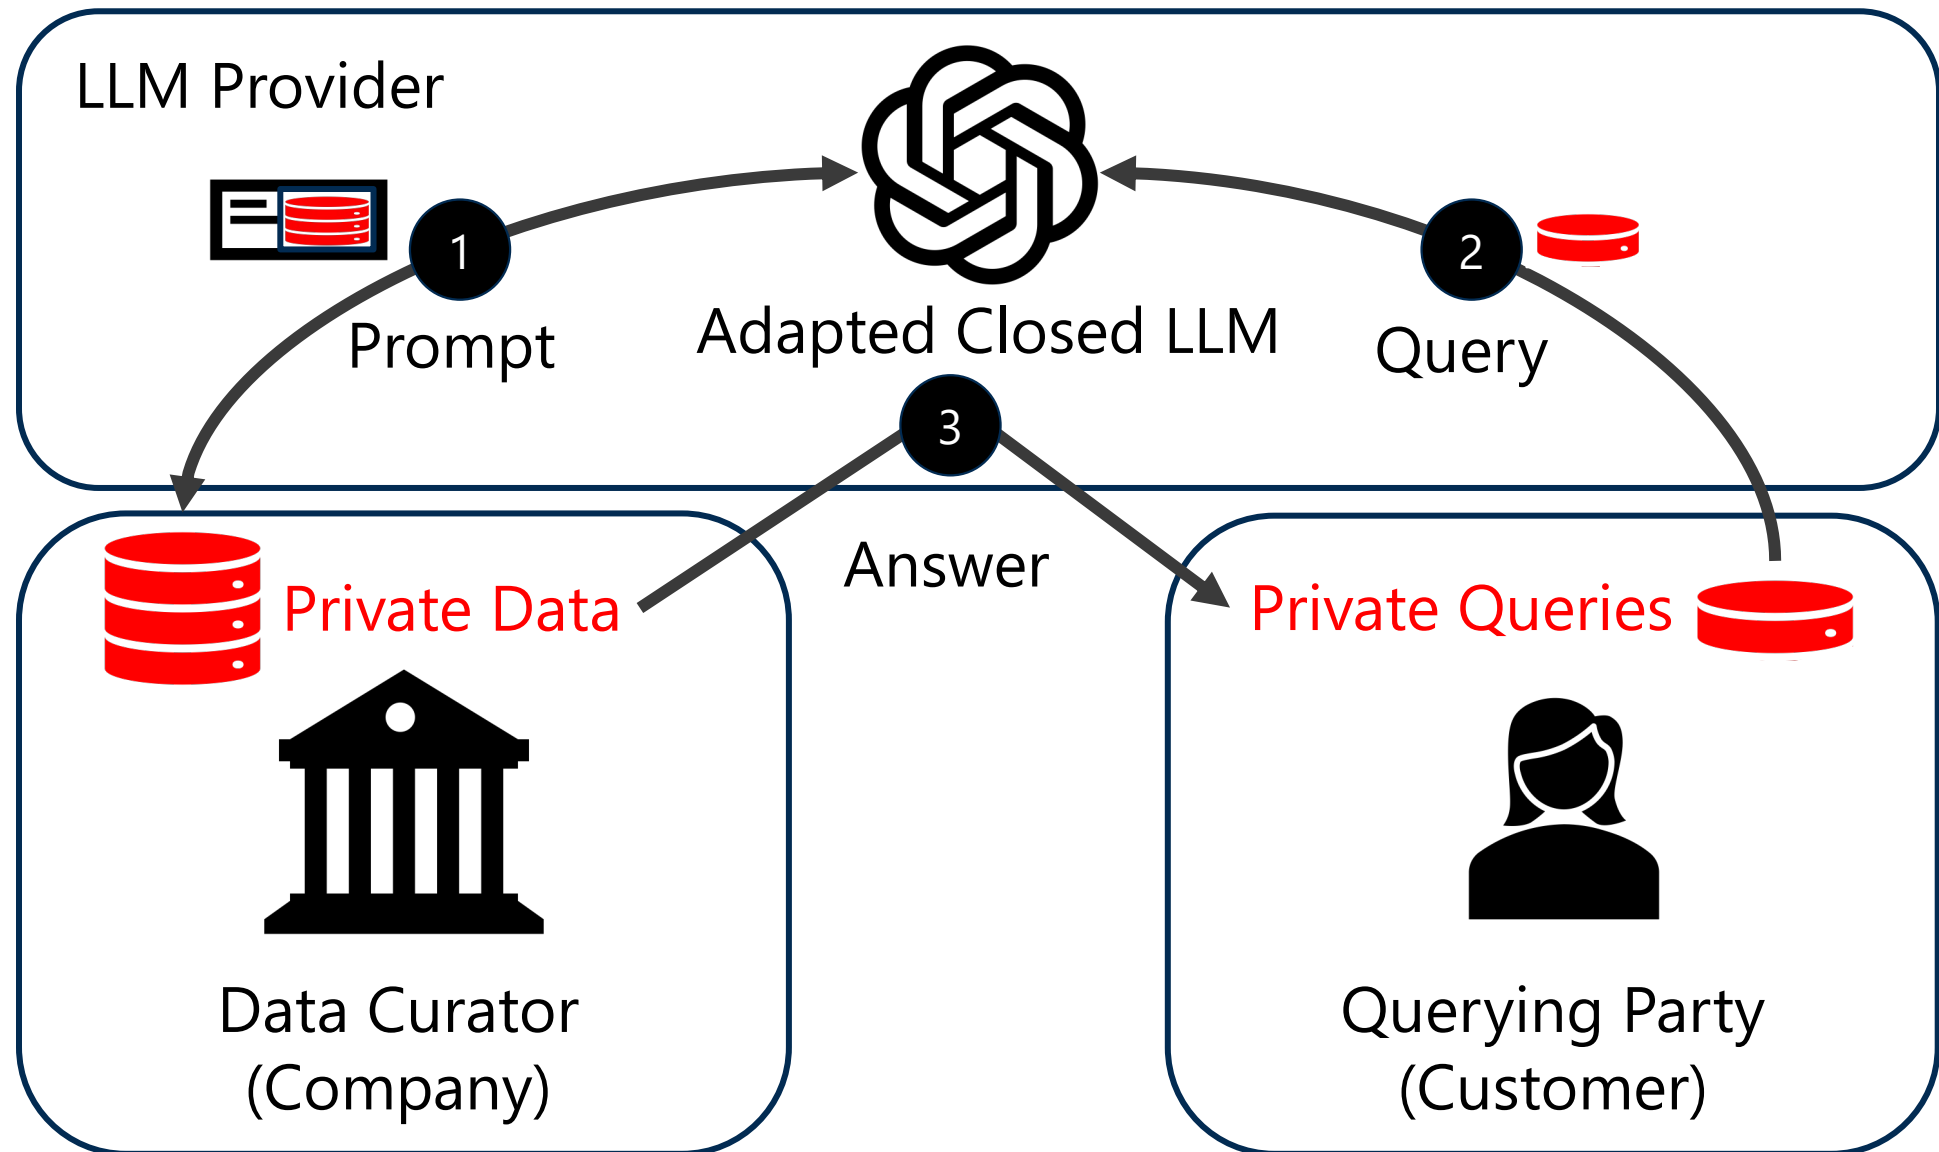 LLM Provider
1
2
Prompt
Adapted Closed LLM
Query
3
Answer
Private Data
Private Queries
Data Curator
(Company)
Querying Party
(Customer)